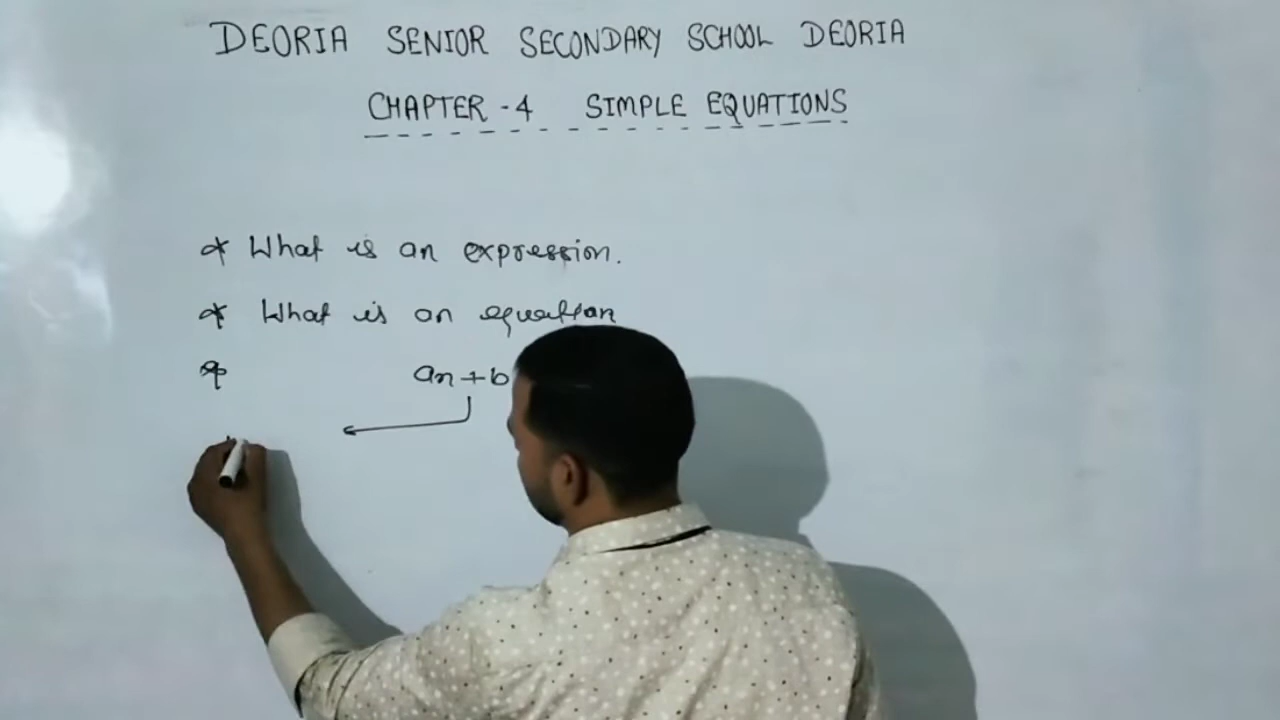 DEORIA SENIOR SECONDARY SCHOOL DEORIA
CHAPTER - 4 SIMPLE EQUATIONS
* What is an expression.
* What is an equation
* an + b